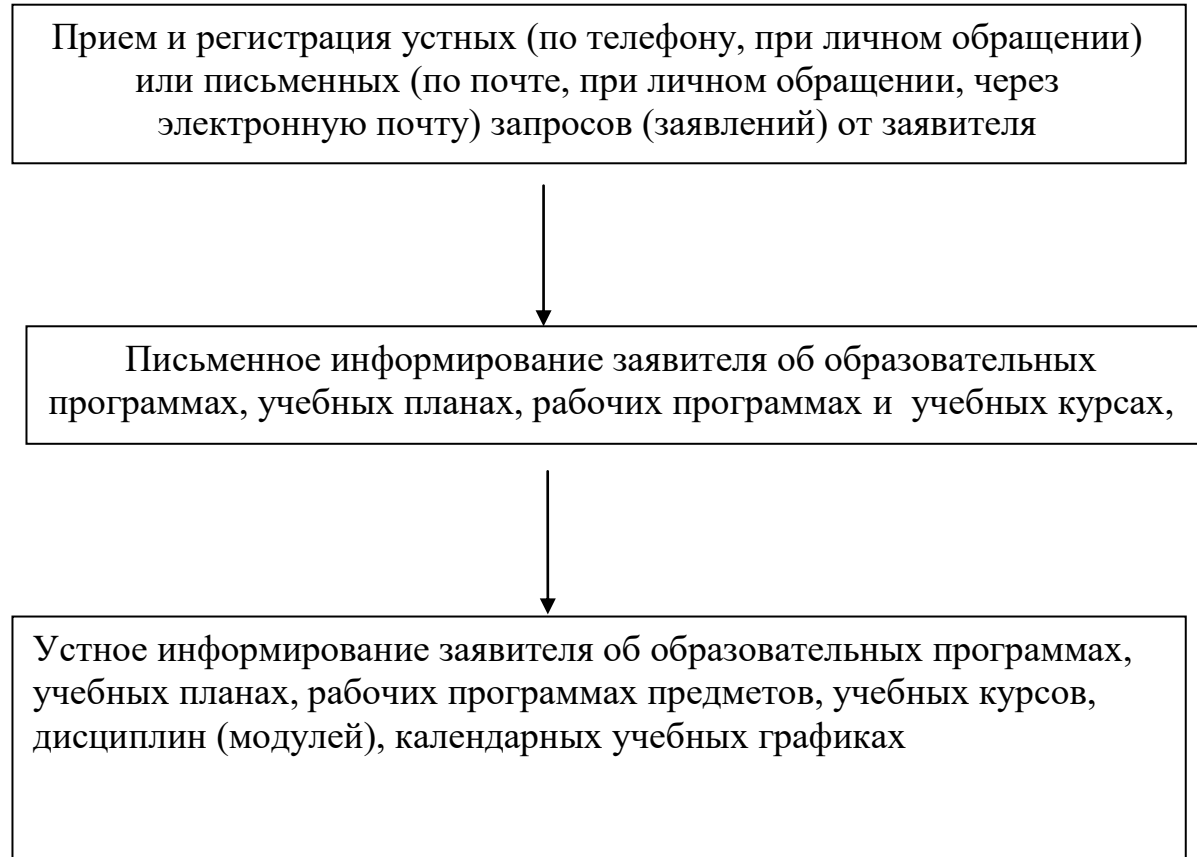 Прием и регистрация устных (по телефону, при личном обращении)
или письменных (по почте, при личном обращении, через
электронную почту) запросов (заявлений) от заявителя
Письменное информирование заявителя об образовательных
программах, учебных планах, рабочих программах и  учебных курсах,
Устное информирование заявителя об образовательных программах,
учебных планах, рабочих программах предметов, учебных курсов,
дисциплин (модулей), календарных учебных графиках